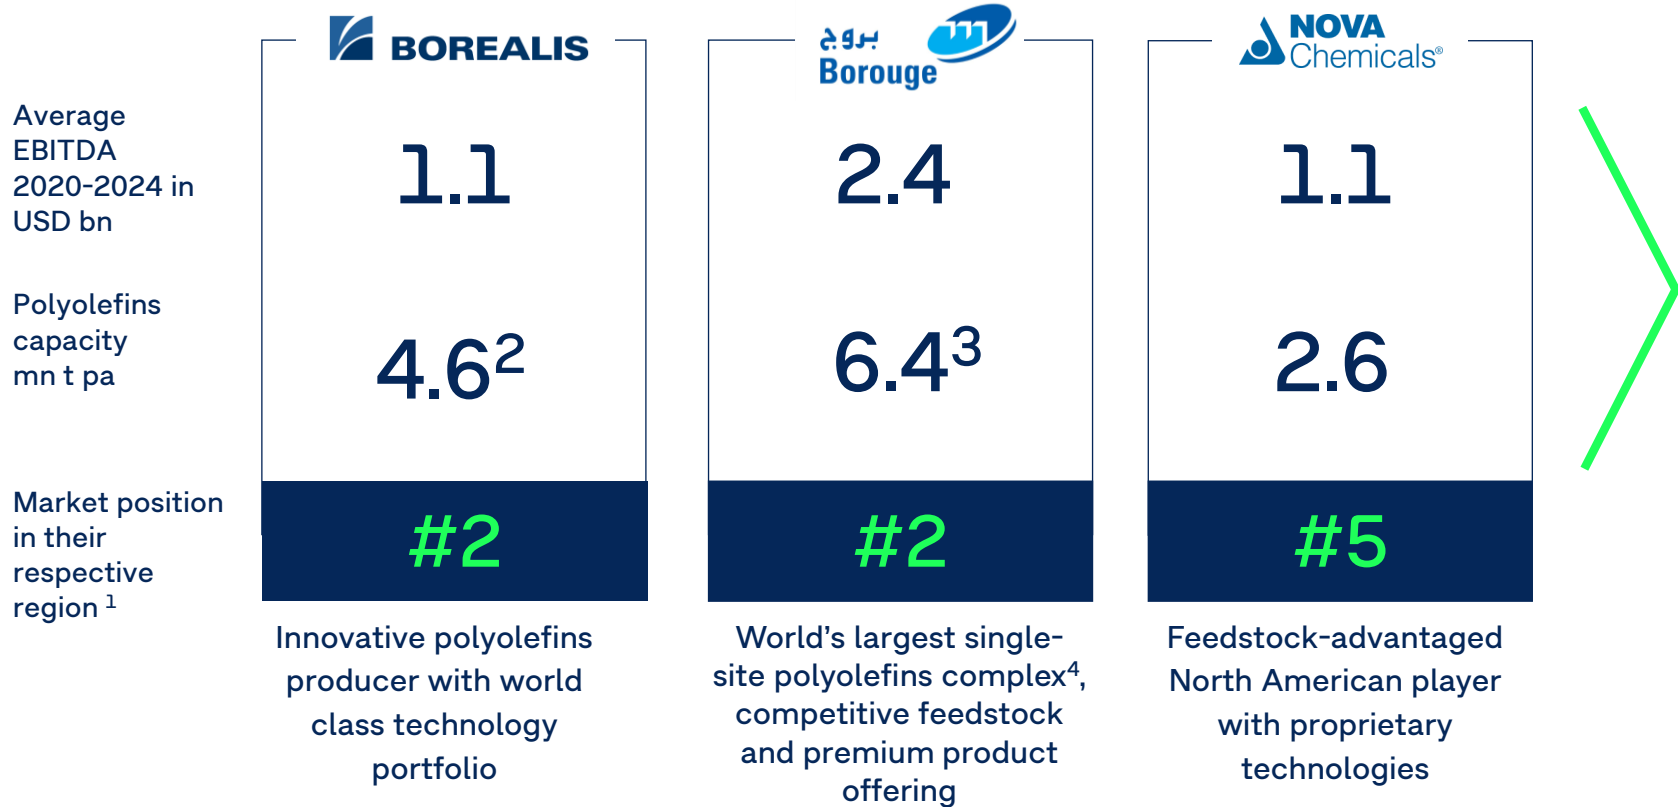 BOREALIS
بروج
Borouge
NOVA
Chemicals®
Average
EBITDA
2020-2024 in
USD bn
1.1
2.4
1.1
Polyolefins
capacity
mn t pa
4.6²
6.4³
2.6
Market position
in their
respective
region ¹
#2
#2
#5
Innovative polyolefins
producer with world
class technology
portfolio
World’s largest single-
site polyolefins complex⁴,
competitive feedstock
and premium product
offering
Feedstock-advantaged
North American player
with proprietary
technologies